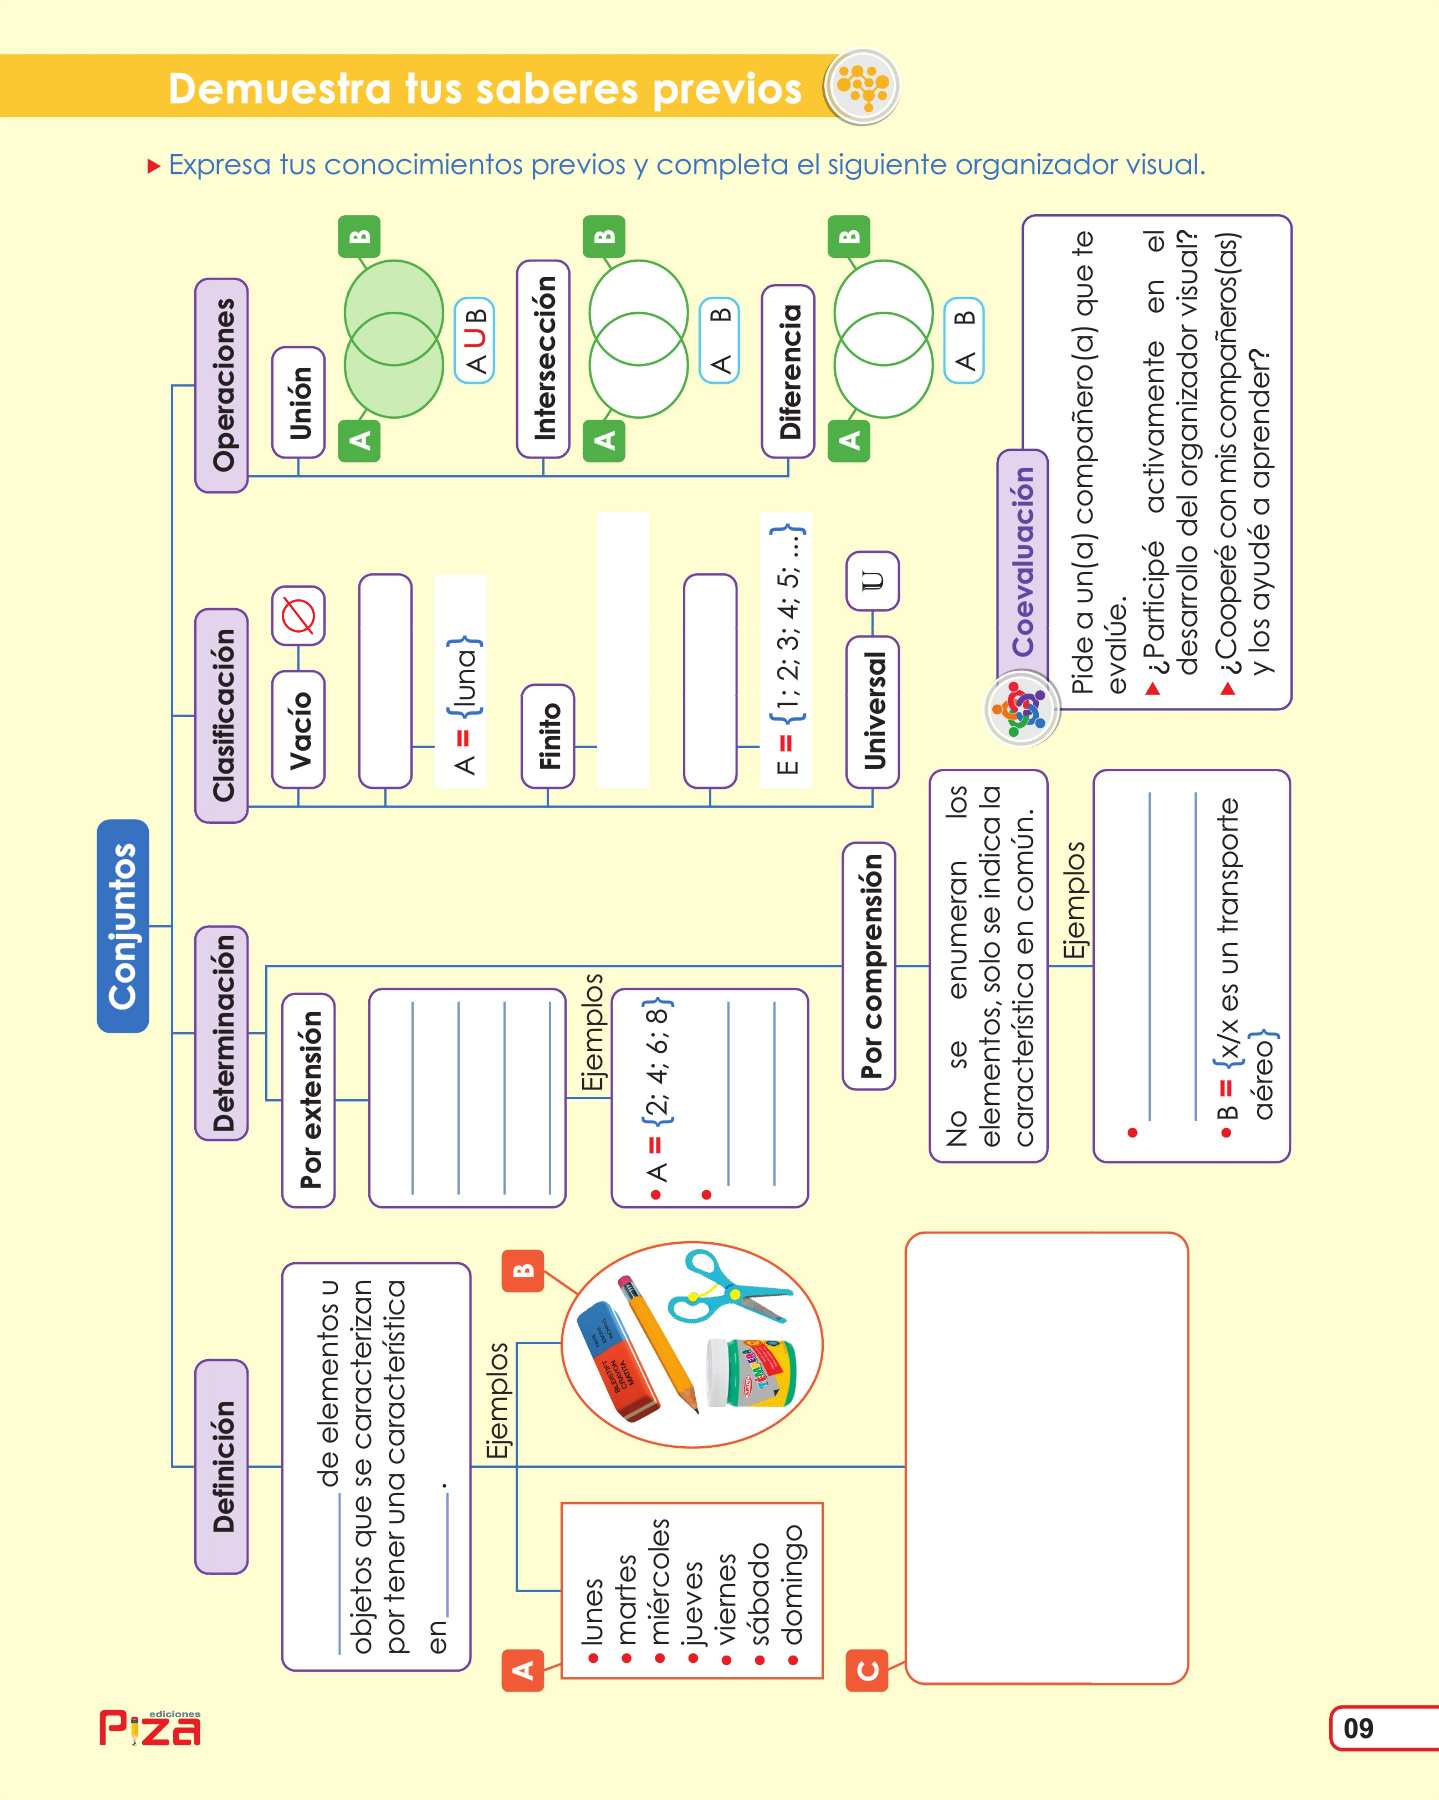 Demuestra tus saberes previos
▶ Expresa tus conocimientos previos y completa el siguiente organizador visual.
Conjuntos
Definición
__________ de elementos u
objetos que se caracterizan
por tener una característica
en ________.
Ejemplos
A
• lunes
• martes
• miércoles
• jueves
• viernes
• sábado
• domingo
B
C
Determinación
Por extensión
Ejemplos
• A = {2; 4; 6; 8}
•
Por comprensión
No se enumeran los
elementos, solo se indica la
característica en común.
Ejemplos
•
• B = {x/x es un transporte
aéreo}
Clasificación
Vacío
∅
A = {luna}
Finito
E = {1; 2; 3; 4; 5; ...}
Universal
U
Operaciones
Unión
A
B
A U B
Intersección
A
B
A B
Diferencia
A
B
A B
Coevaluación
Pide a un(a) compañero(a) que te
evalúe.
▶ ¿Participé activamente en el
desarrollo del organizador visual?
▶ ¿Cooperé con mis compañeros(as)
y los ayudé a aprender?
ediciones
Piza
09